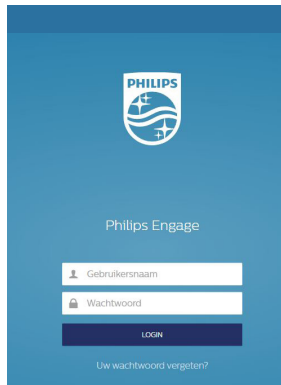 PHILIPS
Philips Engage
Gebruikersnaam
Wachtwoord
LOGIN
Uw wachtwoord vergeten?